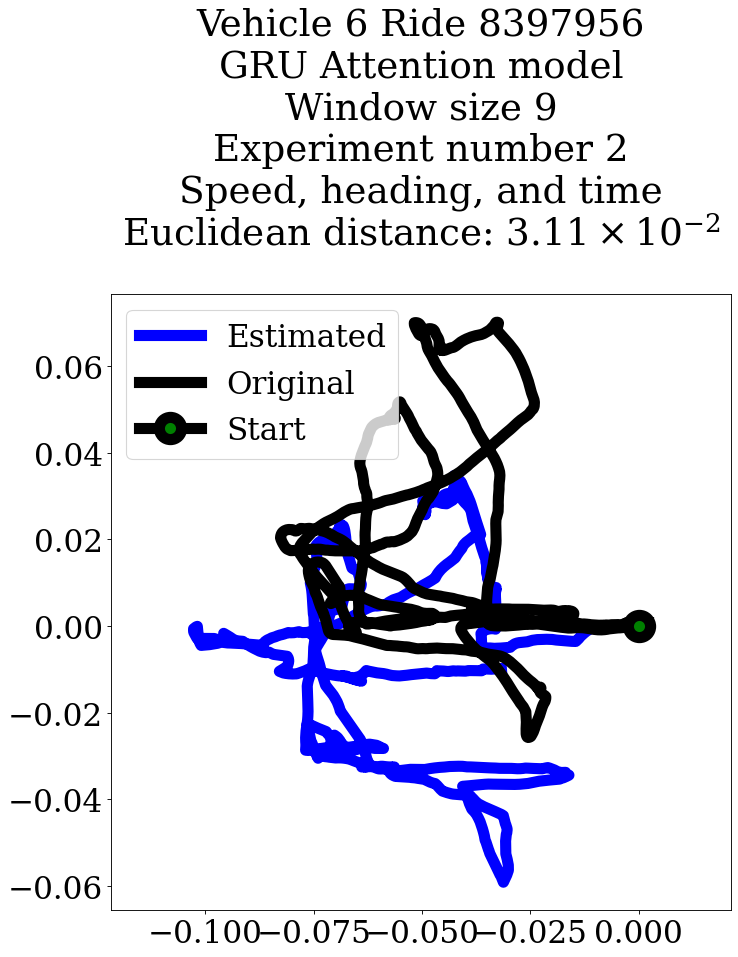 Vehicle 6 Ride 8397956
GRU Attention model
Window size 9
Experiment number 2
Speed, heading, and time
Euclidean distance: 3.11 × 10⁻²
Estimated
Original
Start
0.06
0.04
0.02
0.00
−0.02
−0.04
−0.06
−0.100 −0.075 −0.050 −0.025 0.000